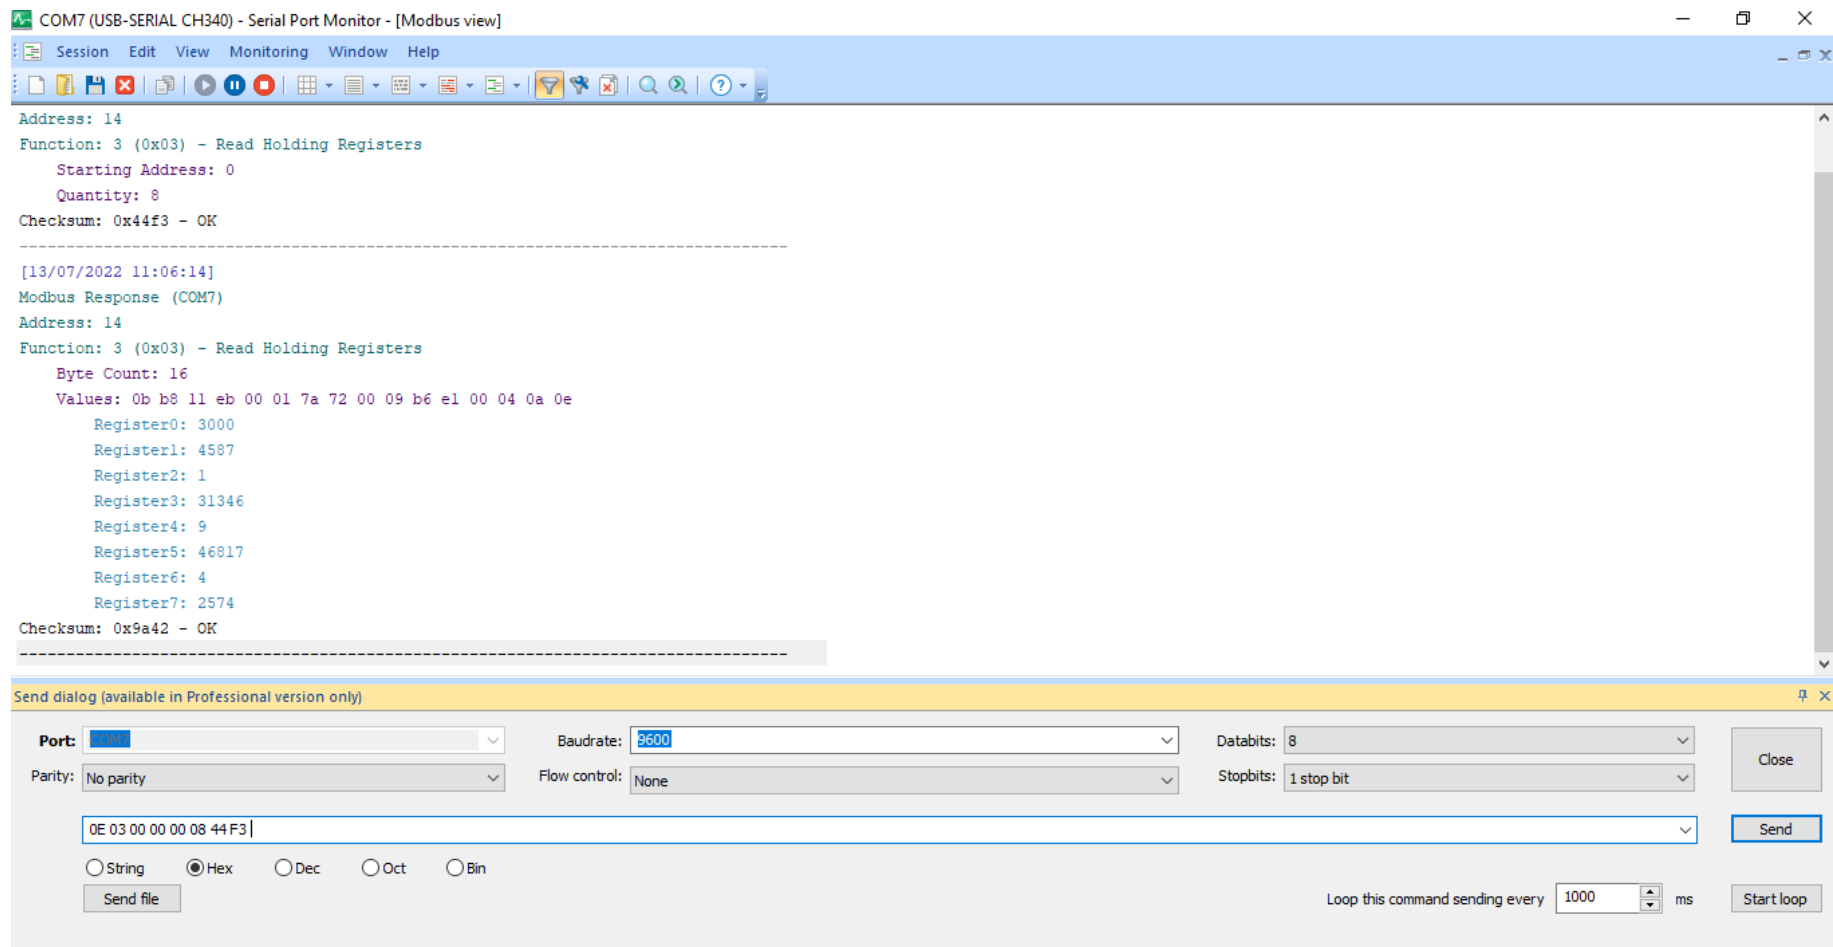 COM7 (USB-SERIAL CH340) - Serial Port Monitor - [Modbus view]
Session Edit View Monitoring Window Help
Address: 14
Function: 3 (0x03) - Read Holding Registers
Starting Address: 0
Quantity: 8
Checksum: 0x44f3 - OK
----------------------------------------------------------------------------------
[13/07/2022 11:06:14]
Modbus Response (COM7)
Address: 14
Function: 3 (0x03) - Read Holding Registers
Byte Count: 16
Values: 0b b8 11 eb 00 01 7a 72 00 09 b6 e1 00 04 0a 0e
Register0: 3000
Register1: 4587
Register2: 1
Register3: 31346
Register4: 9
Register5: 46817
Register6: 4
Register7: 2574
Checksum: 0x9a42 - OK
----------------------------------------------------------------------------------
Send dialog (available in Professional version only)
Port: COM7 Baudrate: 9600 Databits: 8 Close
Parity: No parity Flow control: None Stopbits: 1 stop bit
0E 03 00 00 00 08 44 F3 Send
String Hex Dec Oct Bin
Send file Loop this command sending every 1000 ms Start loop